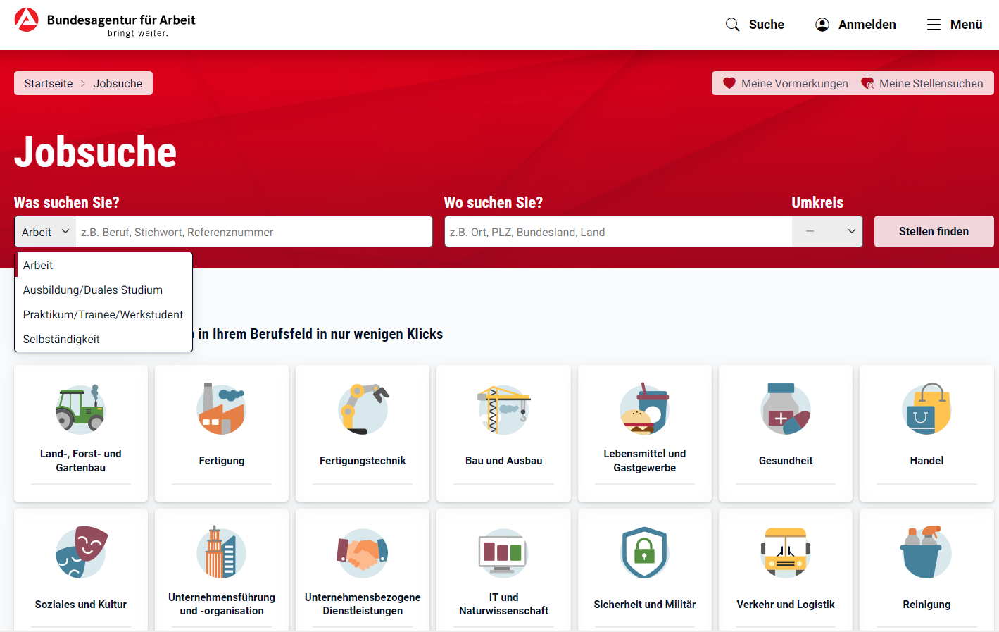 Bundesagentur für Arbeit
bringt weiter.
Suche
Anmelden
Menü
Startseite
Jobsuche
Meine Vormerkungen
Meine Stellensuchen
Jobsuche
Was suchen Sie?
Wo suchen Sie?
Umkreis
Arbeit
z.B. Beruf, Stichwort, Referenznummer
z.B. Ort, PLZ, Bundesland, Land
—
Stellen finden
Arbeit
Ausbildung/Duales Studium
Praktikum/Trainee/Werkstudent
Selbständigkeit
in Ihrem Berufsfeld in nur wenigen Klicks
Land-, Forst- und
Gartenbau
Fertigung
Fertigungstechnik
Bau und Ausbau
Lebensmittel und
Gastgewerbe
Gesundheit
Handel
Soziales und Kultur
Unternehmensführung
und -organisation
Unternehmensbezogene
Dienstleistungen
IT und
Naturwissenschaft
Sicherheit und Militär
Verkehr und Logistik
Reinigung